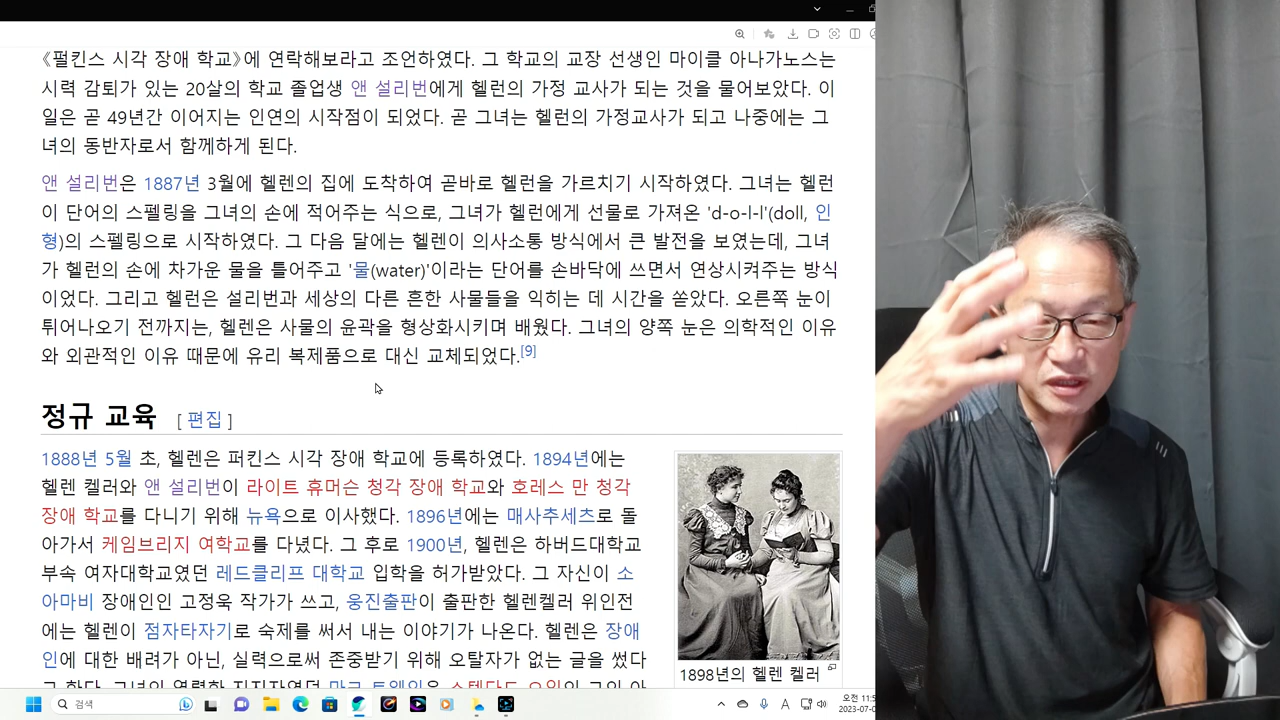 《펄킨스 시각 장애 학교》에 연락해보라고 조언하였다. 그 학교의 교장 선생인 마이클 아나가노스는
시력 감퇴가 있는 20살의 학교 졸업생 앤 설리번에게 헬런의 가정 교사가 되는 것을 물어보았다. 이
일은 곧 49년간 이어지는 인연의 시작점이 되었다. 곧 그녀는 헬런의 가정교사가 되고 나중에는 그
녀의 동반자로서 함께하게 된다.
앤 설리번은 1887년 3월에 헬렌의 집에 도착하여 곧바로 헬런을 가르치기 시작하였다. 그녀는 헬런
이 단어의 스펠링을 그녀의 손에 적어주는 식으로, 그녀가 헬런에게 선물로 가져온 'd-o-l-l'(doll, 인
형)의 스펠링으로 시작하였다. 그 다음 달에는 헬렌이 의사소통 방식에서 큰 발전을 보였는데, 그녀
가 헬런의 손에 차가운 물을 틀어주고 '물(water)'이라는 단어를 손바닥에 쓰면서 연상시켜주는 방식
이었다. 그리고 헬런은 설리번과 세상의 다른 흔한 사물들을 익히는 데 시간을 쏟았다. 오른쪽 눈이
튀어나오기 전까지는, 헬렌은 사물의 윤곽을 형상화시키며 배웠다. 그녀의 양쪽 눈은 의학적인 이유
와 외관적인 이유 때문에 유리 복제품으로 대신 교체되었다.[9]
정규 교육 [ 편집 ]
1888년 5월 초, 헬렌은 퍼킨스 시각 장애 학교에 등록하였다. 1894년에는
헬렌 켈러와 앤 설리번이 라이트 휴머슨 청각 장애 학교와 호레스 만 청각
장애 학교를 다니기 위해 뉴욕으로 이사했다. 1896년에는 매사추세츠로 돌
아가서 케임브리지 여학교를 다녔다. 그 후로 1900년, 헬렌은 하버드대학교
부속 여자대학교였던 레드클리프 대학교 입학을 허가받았다. 그 자신이 소
아마비 장애인인 고정욱 작가가 쓰고, 웅진출판이 출판한 헬렌켈러 위인전
에는 헬렌이 점자타자기로 숙제를 써서 내는 이야기가 나온다. 헬렌은 장애
인에 대한 배려가 아닌, 실력으로써 존중받기 위해 오탈자가 없는 글을 썼다
1898년의 헬렌 켈러
검색
A
오전 11:5
2023-07-0